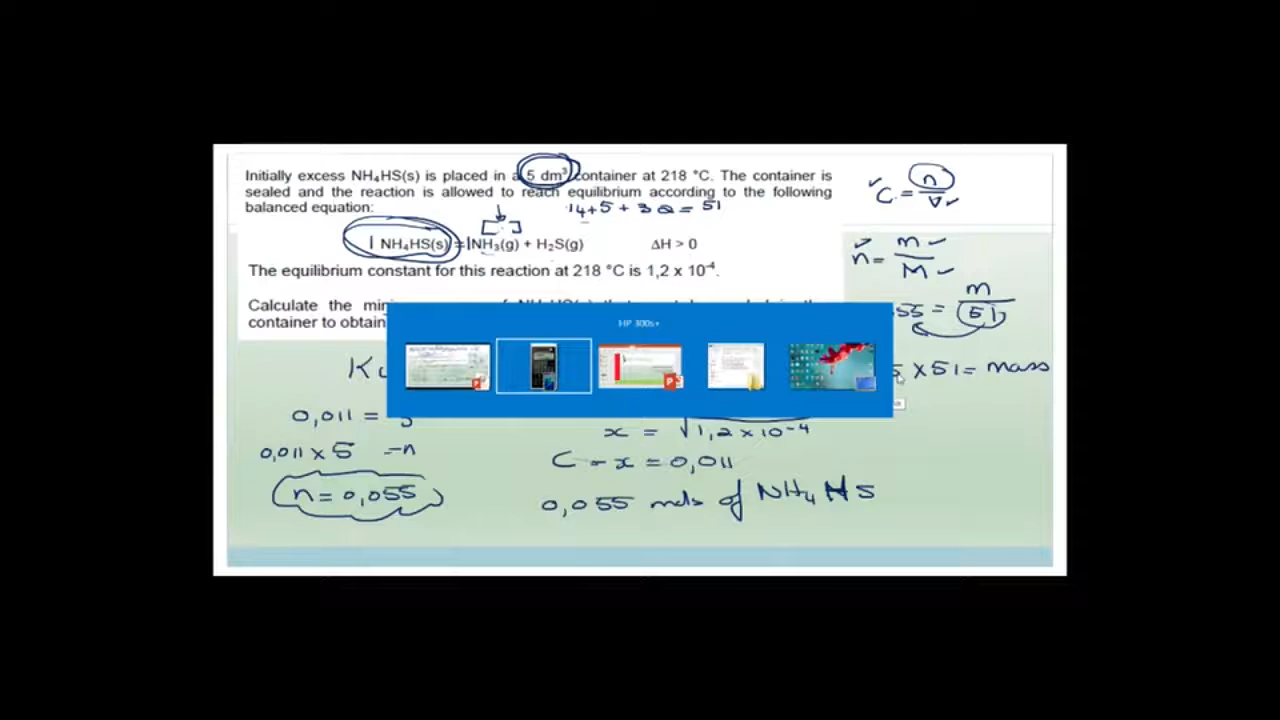 Initially excess NH₄HS(s) is placed in a 5 dm³ container at 218 °C. The container is
sealed and the reaction is allowed to reach equilibrium according to the following
balanced equation:
14+5+32=51
1 NH₄HS(s) = 1NH₃(g) + H₂S(g) ΔH > 0
The equilibrium constant for this reaction at 218 °C is 1,2 x 10⁻⁴.
Calculate the
container to obtain
C = n/V
n = m/M
55 = m/51
x 51 = mass
HP 300s+
K
0,011 =
0,011 x 5 = n
n = 0,055
x = √1,2 x 10⁻⁴
C = x = 0,011
0,055 mols of NH₄HS